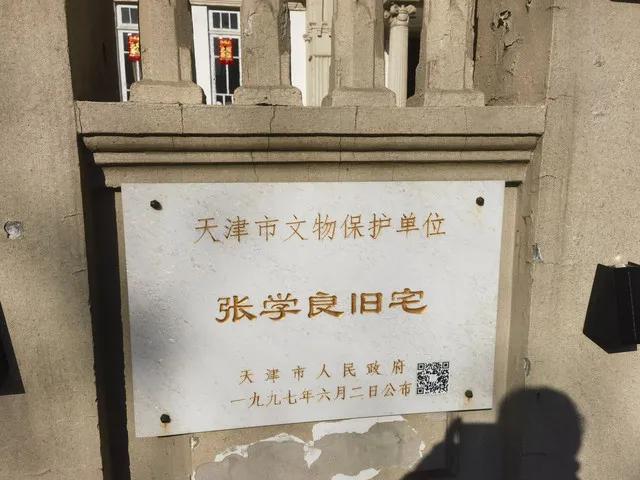 天津市文物保护单位
张学良旧宅
天津市人民政府
一九九七年六月二日公布